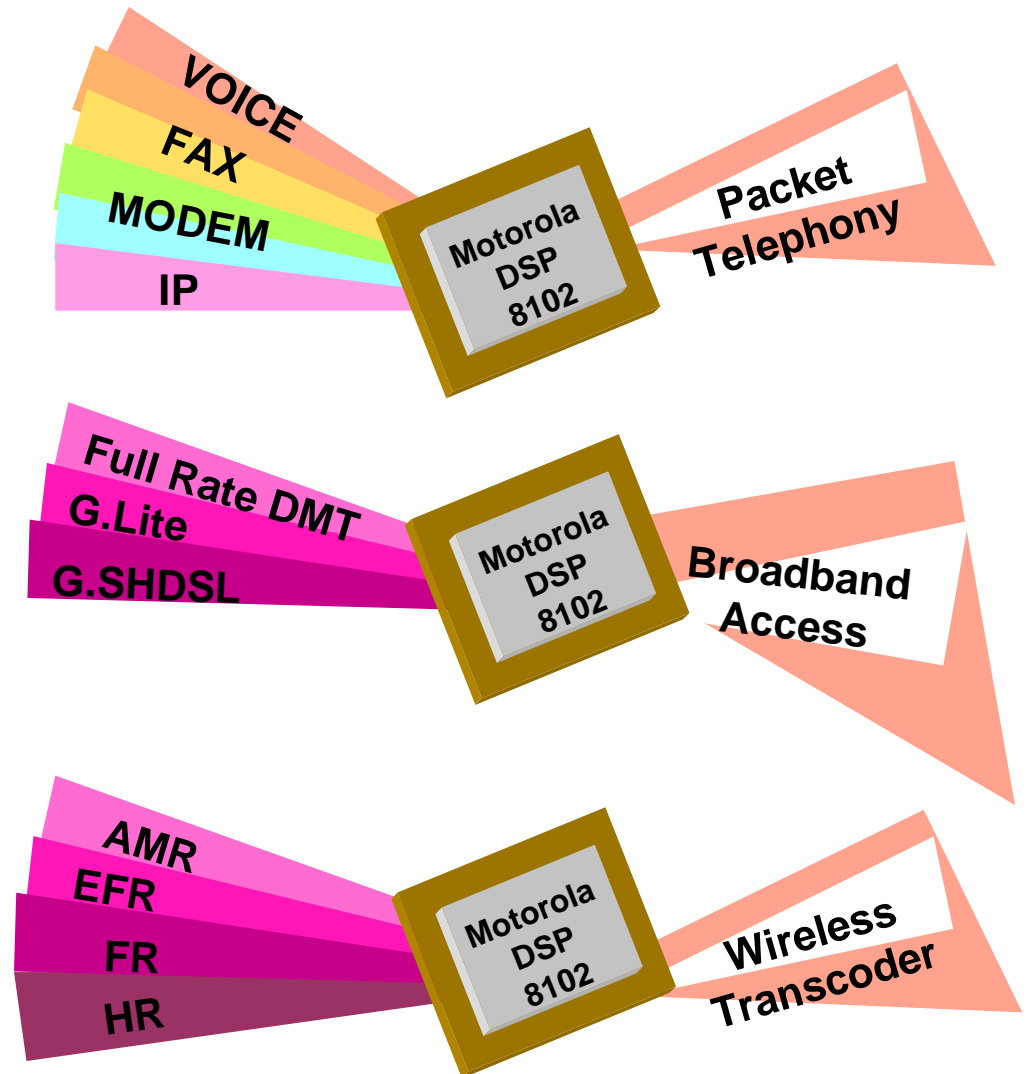 VOICE
FAX
MODEM
IP
Motorola
DSP
8102
Packet
Telephony
Full Rate DMT
G.Lite
G.SHDSL
Motorola
DSP
8102
Broadband
Access
AMR
EFR
FR
HR
Motorola
DSP
8102
Wireless
Transcoder